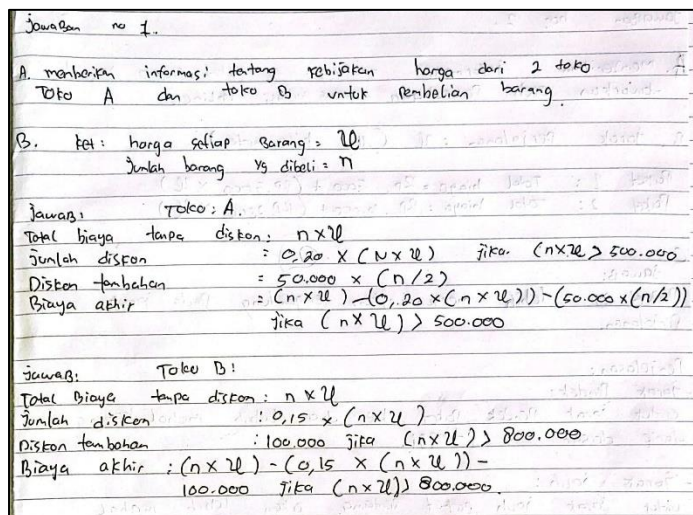 Jawaban no 1.
A. memberikan informasi tentang kebijakan harga dari 2 toko
Toko A dan toko B untuk pembelian barang.
B. ket: harga setiap Barang = U
Jumlah barang yg dibeli = n
Jawab: Toko: A.
Total biaya tanpa diskon: n x U
Jumlah diskon = 0,20 x (N x U) jika. (n x U > 500.000
Diskon tambahan = 50.000 x (n/2)
Biaya akhir = (n x U) - (0,20 x (n x U)) - (50.000 x (n/2))
jika (n x U) > 500.000
Jawab: Toko B:
Total Biaya tanpa diskon: n x U
Jumlah diskon : 0,15 x (n x U)
Diskon tambahan : 100.000 jika (n x U) > 800.000
Biaya akhir : (n x U) - (0,15 x (n x U)) -
100.000 jika (n x U)) > 800.000.